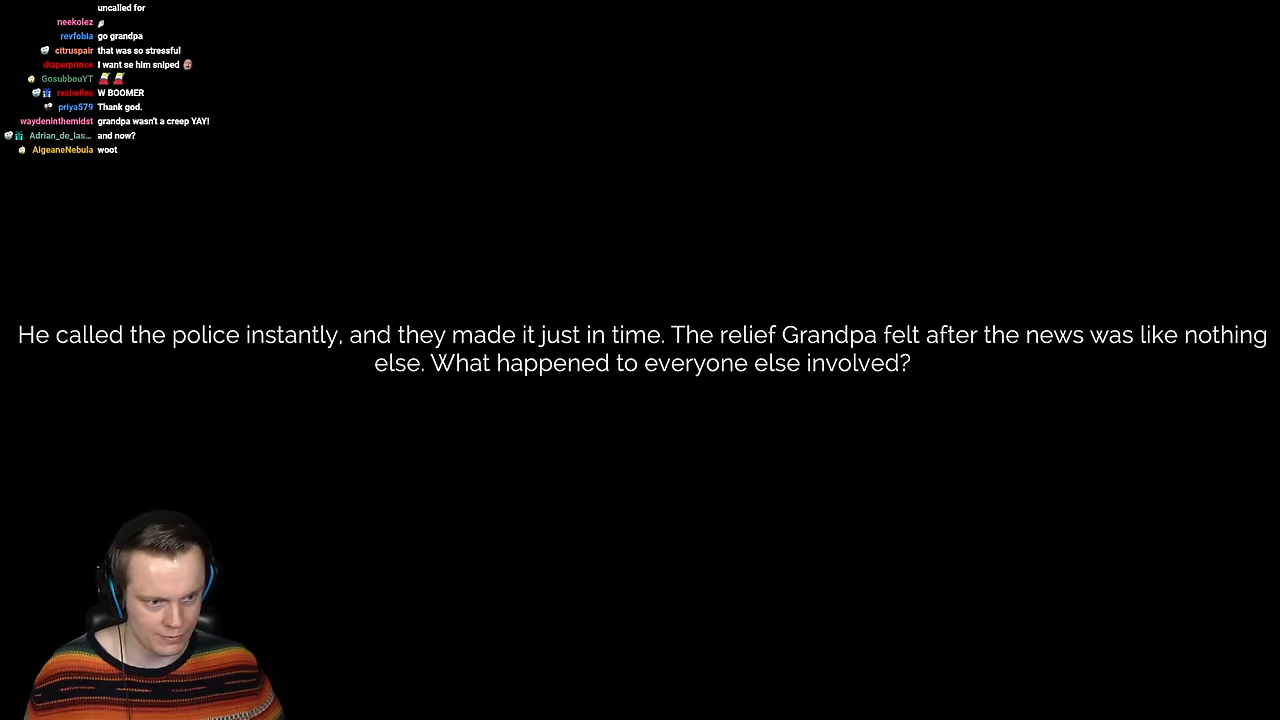 uncalled for
neekolez
revfobia go grandpa
citruspair that was so stressful
diaperprince I want se him sniped
GosubbouYT
rxchelles W BOOMER
priya579 Thank god.
waydeninthemidst grandpa wasn't a creep YAY!
Adrian_de_las... and now?
AigeaneNebula woot
He called the police instantly, and they made it just in time. The relief Grandpa felt after the news was like nothing
else. What happened to everyone else involved?